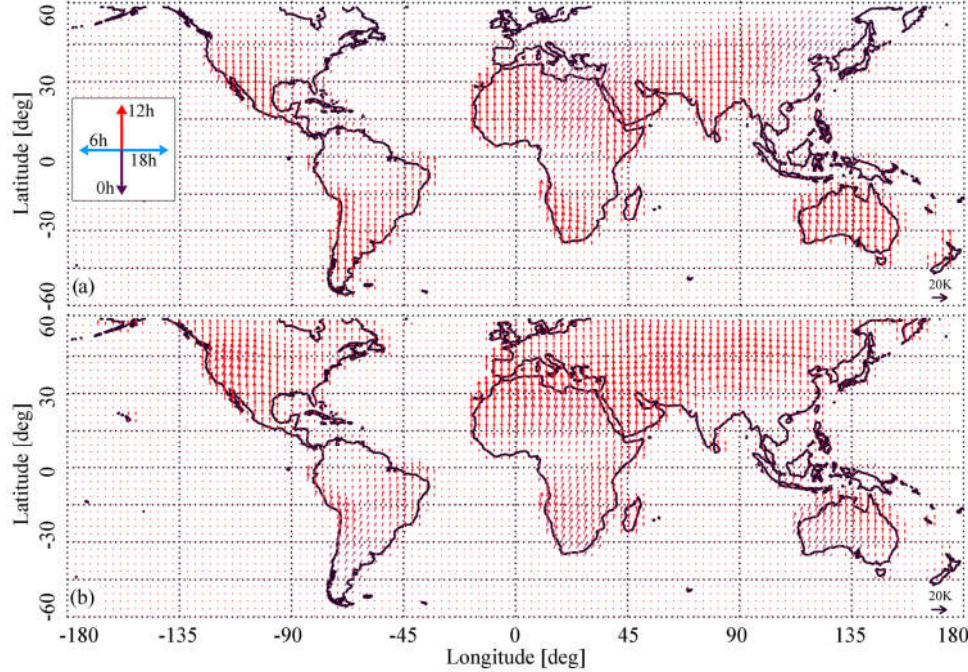 60
30
0
-30
-60
Latitude [deg]
12h
6h
18h
0h
(a)
20K
60
30
0
-30
-60
Latitude [deg]
(b)
20K
-180 -135 -90 -45 0 45 90 135 180
Longitude [deg]